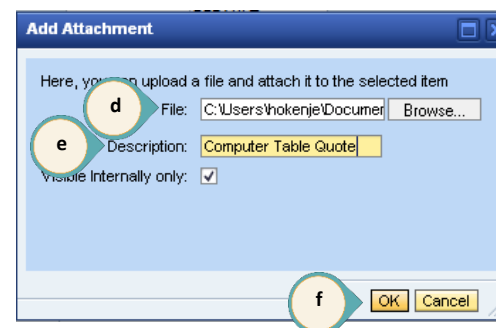 Add Attachment
Here, you can upload a file and attach it to the selected item
d File: C:\Users\hokenje\Documer Browse...
e Description: Computer Table Quote
Visible Internally only:
f OK Cancel